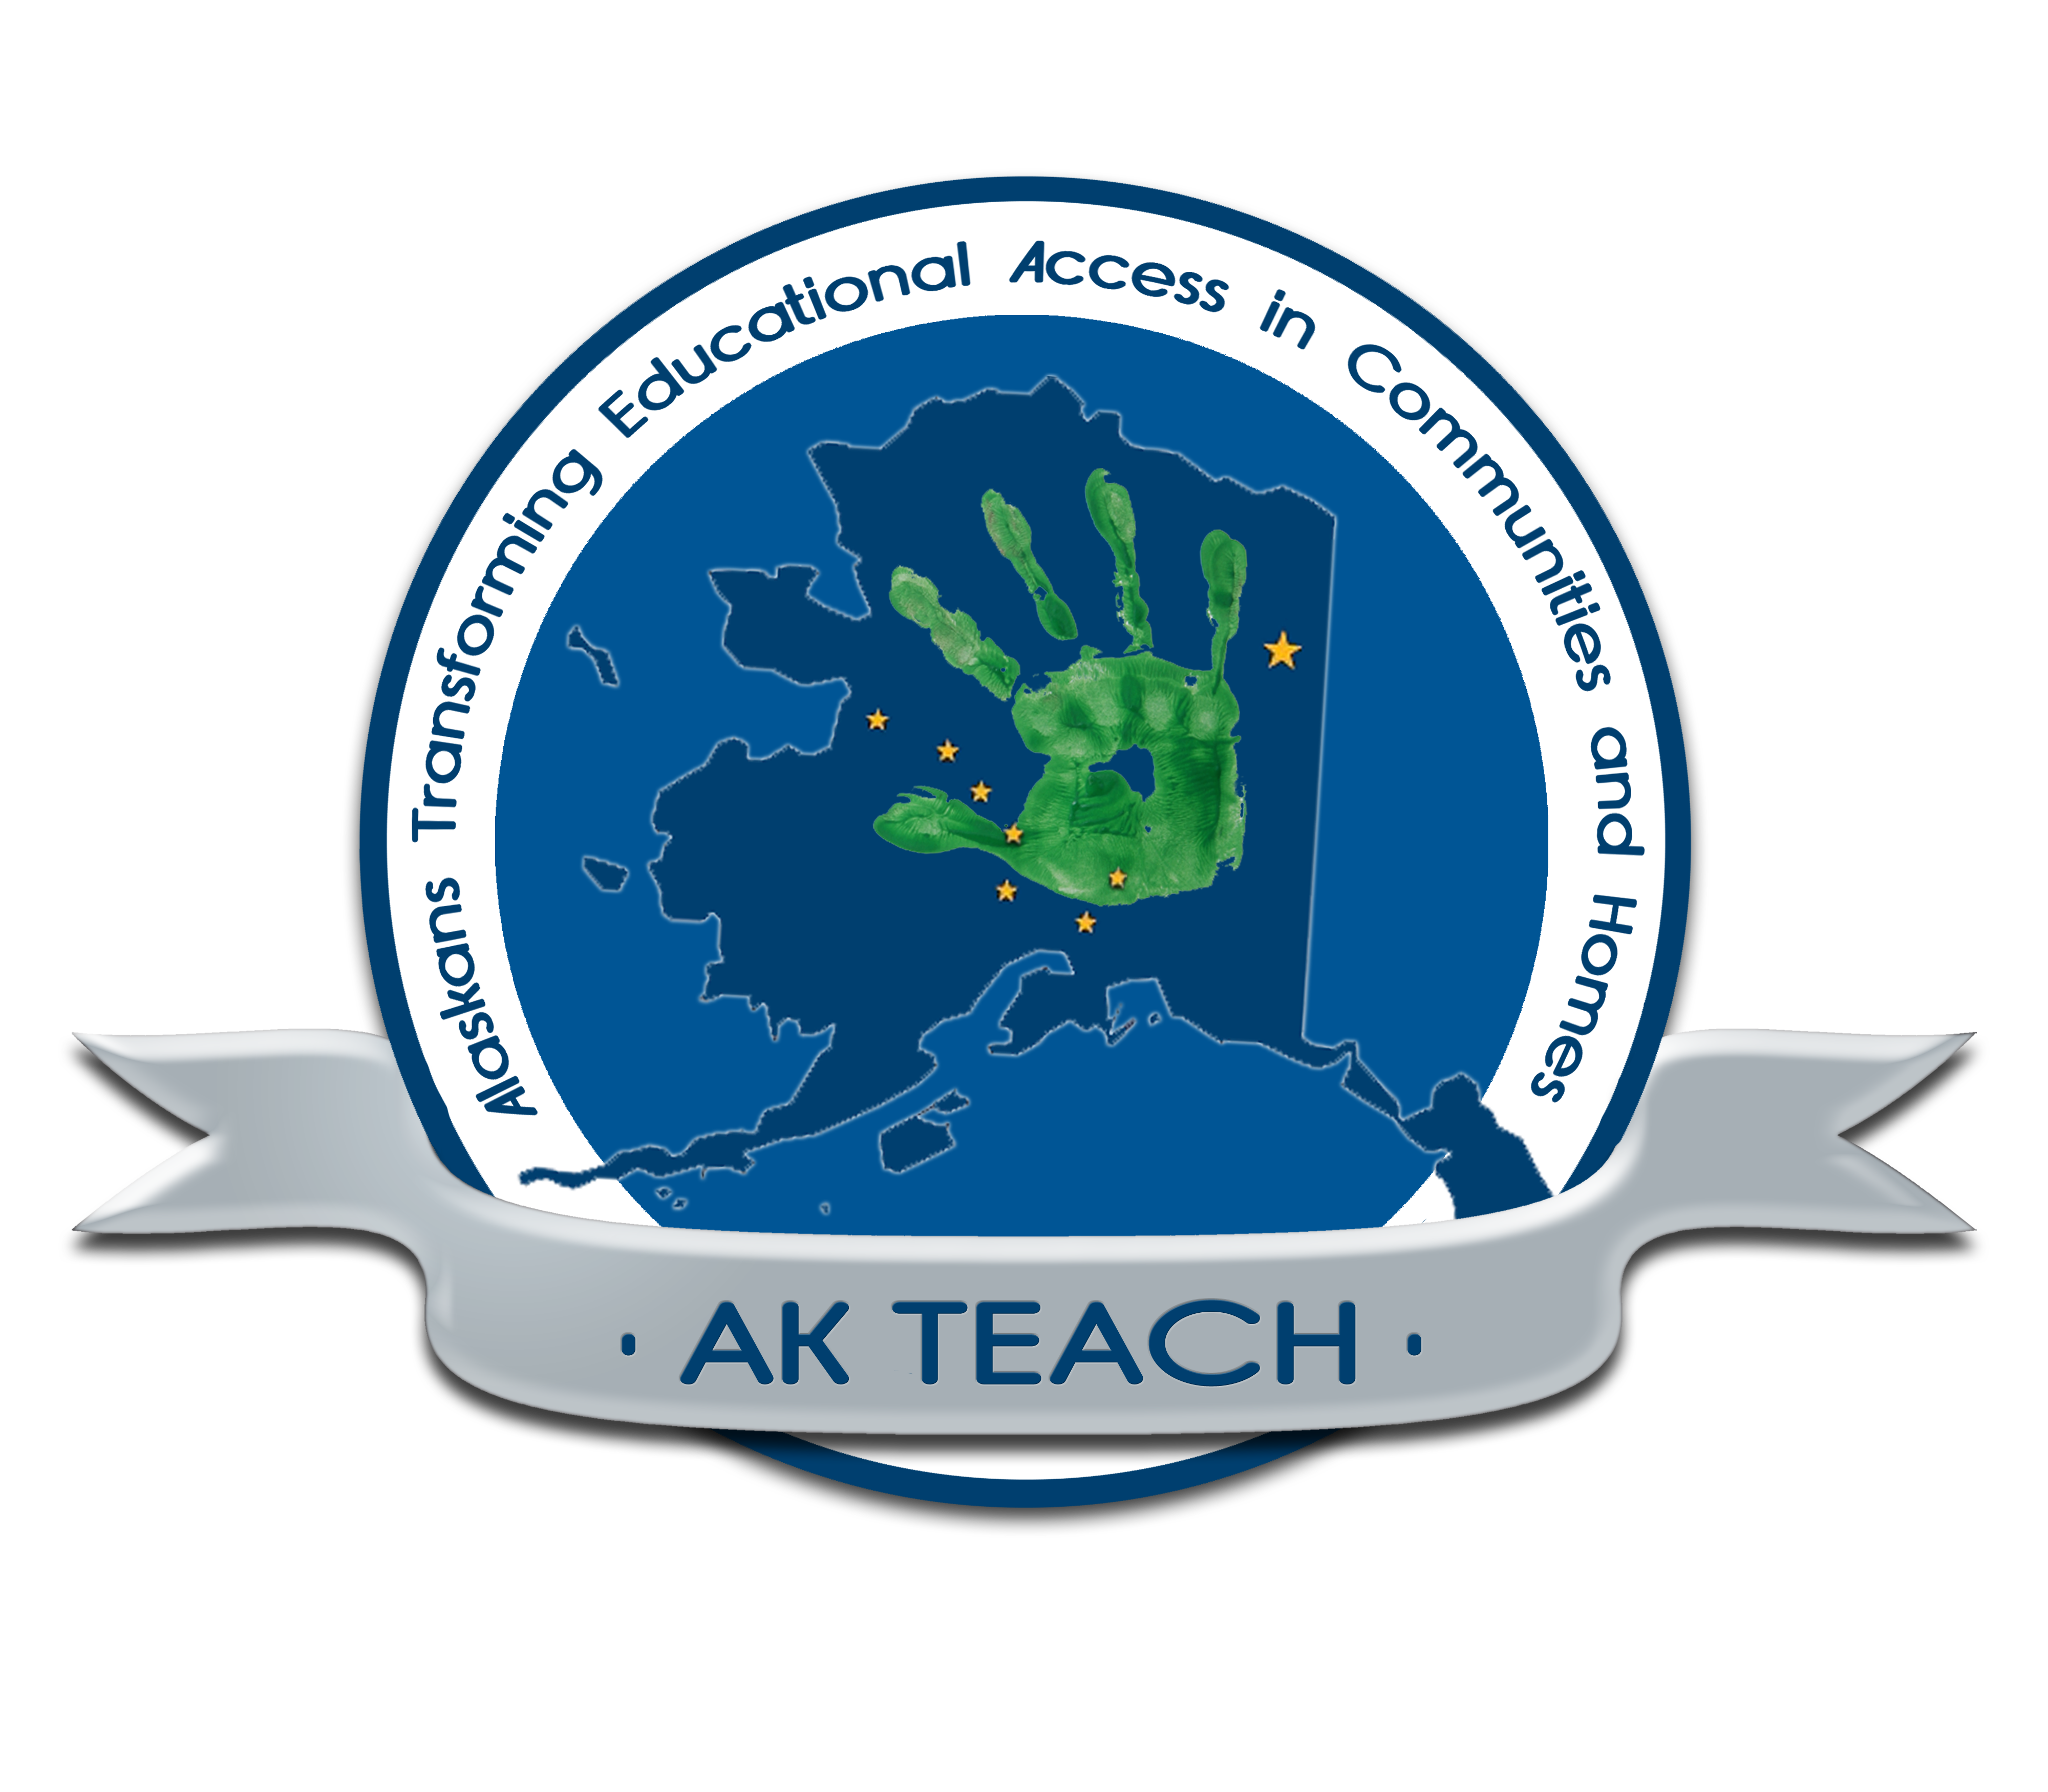 Alaskans Transforming Educational Access in Communities and Homes
· AK TEACH ·